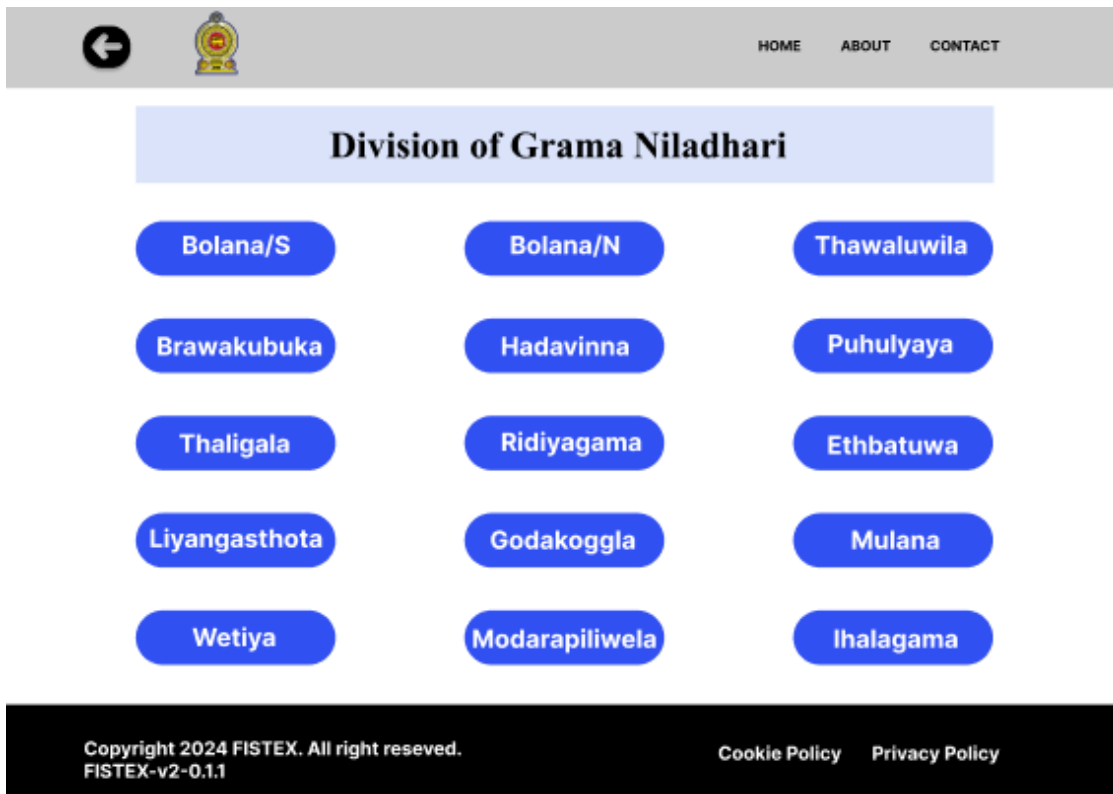 HOME ABOUT CONTACT
Division of Grama Niladhari
Bolana/S Bolana/N Thawaluwila
Brawakubuka Hadavinna Puhulyaya
Thaligala Ridiyagama Ethbatuwa
Liyangasthota Godakoggla Mulana
Wetiya Modarapiliwela Ihalagama
Copyright 2024 FISTEX. All right reseved.
FISTEX-v2-0.1.1
Cookie Policy Privacy Policy